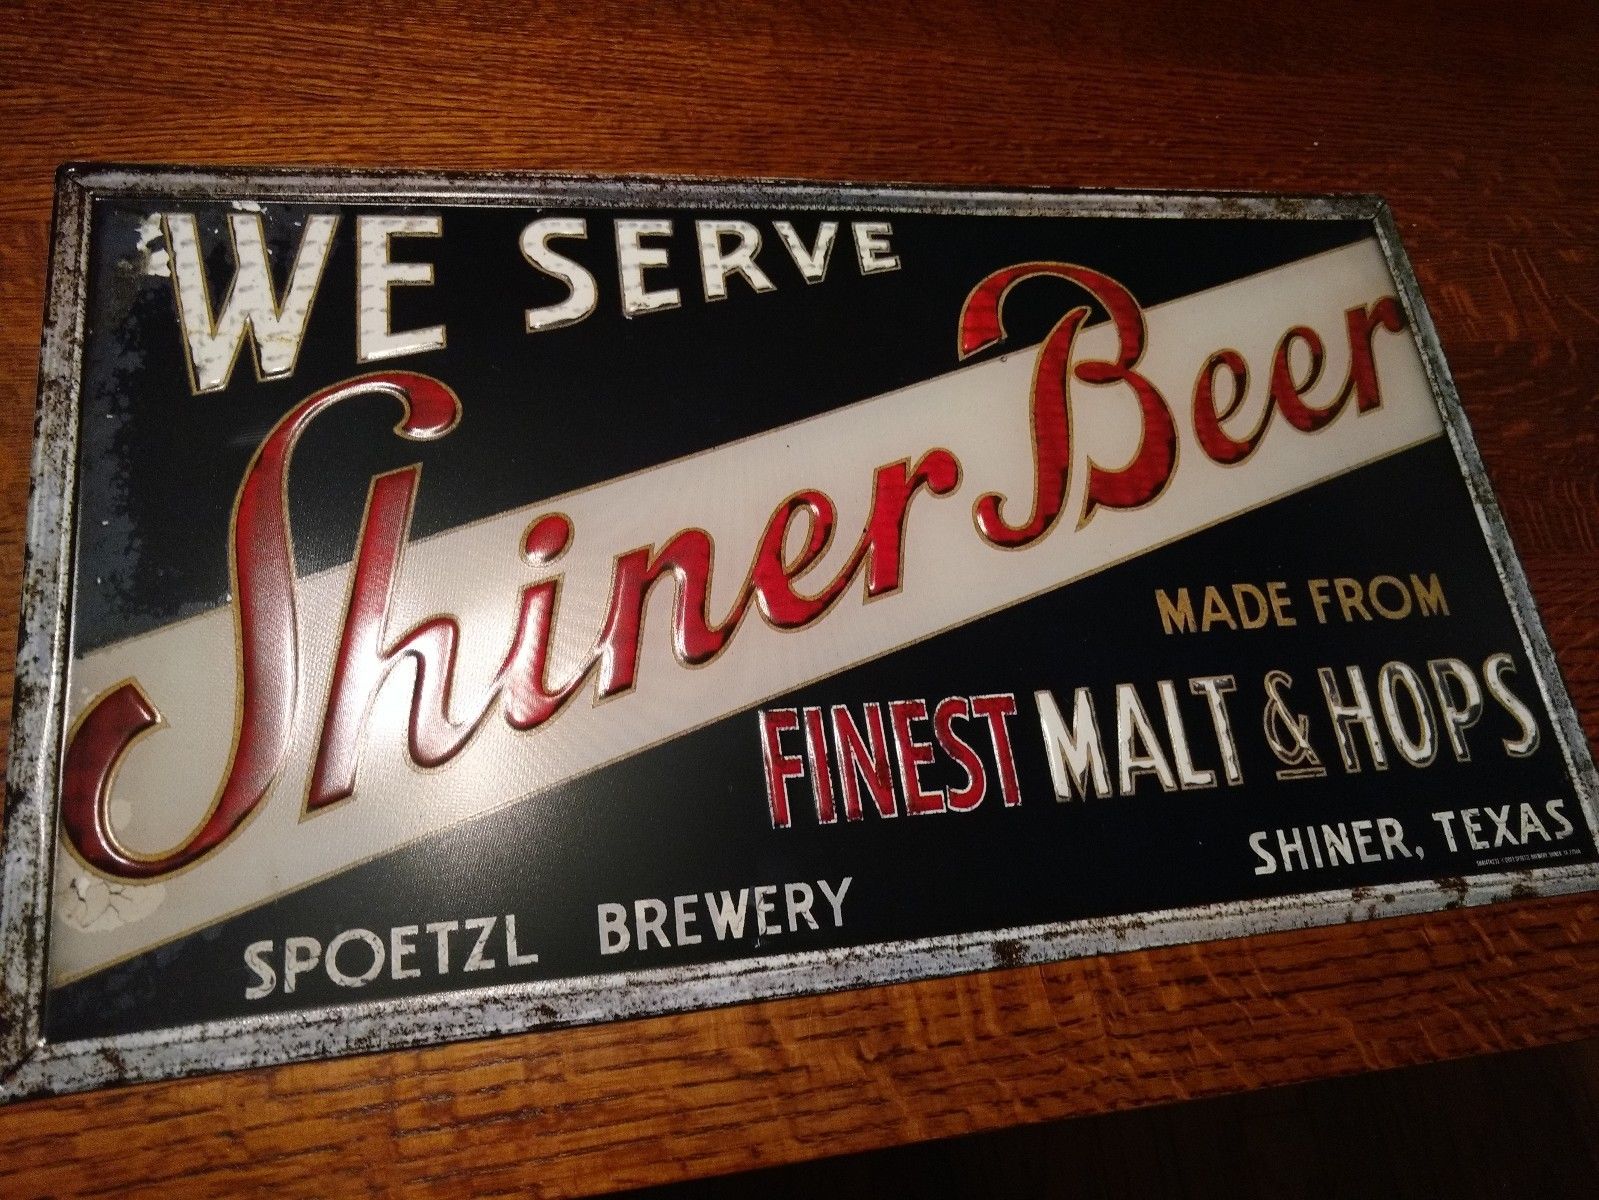 WE SERVE
Shiner Beer
MADE FROM
FINEST MALT & HOPS
SHINER, TEXAS
SPOETZL BREWERY